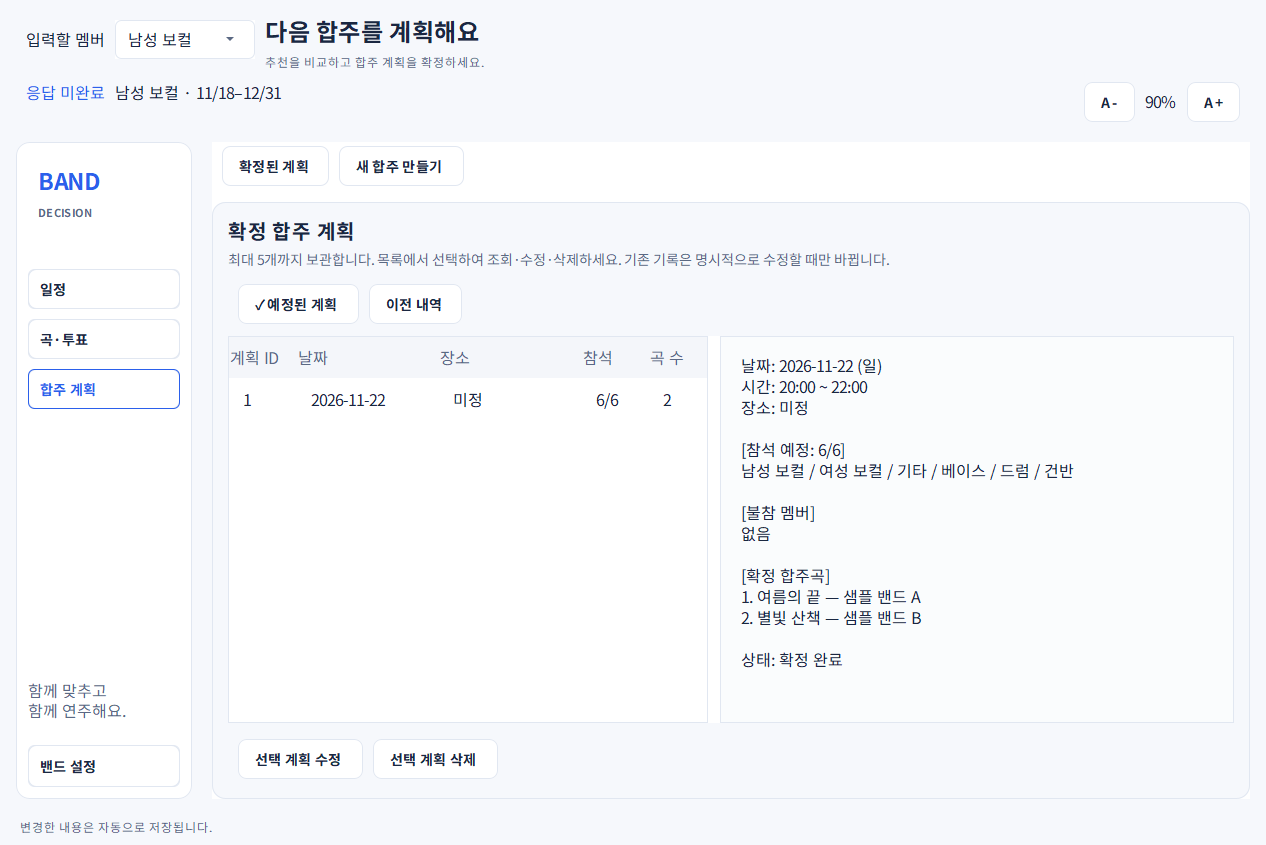 입력할 멤버
남성 보컬
다음 합주를 계획해요
추천을 비교하고 합주 계획을 확정하세요.
응답 미완료 남성 보컬 · 11/18–12/31
A-
90%
A+
BAND
DECISION
일정
곡·투표
합주 계획
함께 맞추고
함께 연주해요.
밴드 설정
확정된 계획
새 합주 만들기
확정 합주 계획
최대 5개까지 보관합니다. 목록에서 선택하여 조회·수정·삭제하세요. 기존 기록은 명시적으로 수정할 때만 바뀝니다.
✓예정된 계획
이전 내역
계획 ID 날짜 장소 참석 곡 수
1 2026-11-22 미정 6/6 2
날짜: 2026-11-22 (일)
시간: 20:00 ~ 22:00
장소: 미정
[참석 예정: 6/6]
남성 보컬 / 여성 보컬 / 기타 / 베이스 / 드럼 / 건반
[불참 멤버]
없음
[확정 합주곡]
1. 여름의 끝 — 샘플 밴드 A
2. 별빛 산책 — 샘플 밴드 B
상태: 확정 완료
선택 계획 수정
선택 계획 삭제
변경한 내용은 자동으로 저장됩니다.